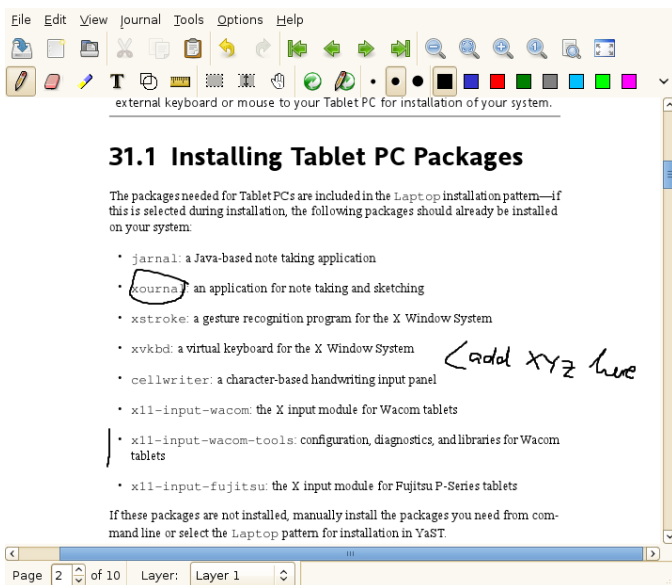 File Edit View Journal Tools Options Help
T
external keyboard or mouse to your Tablet PC for installation of your system.
31.1 Installing Tablet PC Packages
The packages needed for Tablet PCs are included in the Laptop installation pattern—if
this is selected during installation, the following packages should already be installed
on your system:
• jarnal: a Java-based note taking application
• xournal: an application for note taking and sketching
• xstroke: a gesture recognition program for the X Window System
• xvkbd: a virtual keyboard for the X Window System
<add XYZ here
• cellwriter: a character-based handwriting input panel
• x11-input-wacom: the X input module for Wacom tablets
• x11-input-wacom-tools: configuration, diagnostics, and libraries for Wacom
tablets
• x11-input-fujitsu: the X input module for Fujitsu P-Series tablets
If these packages are not installed, manually install the packages you need from com-
mand line or select the Laptop pattern for installation in YaST.
Page 2 of 10 Layer: Layer 1